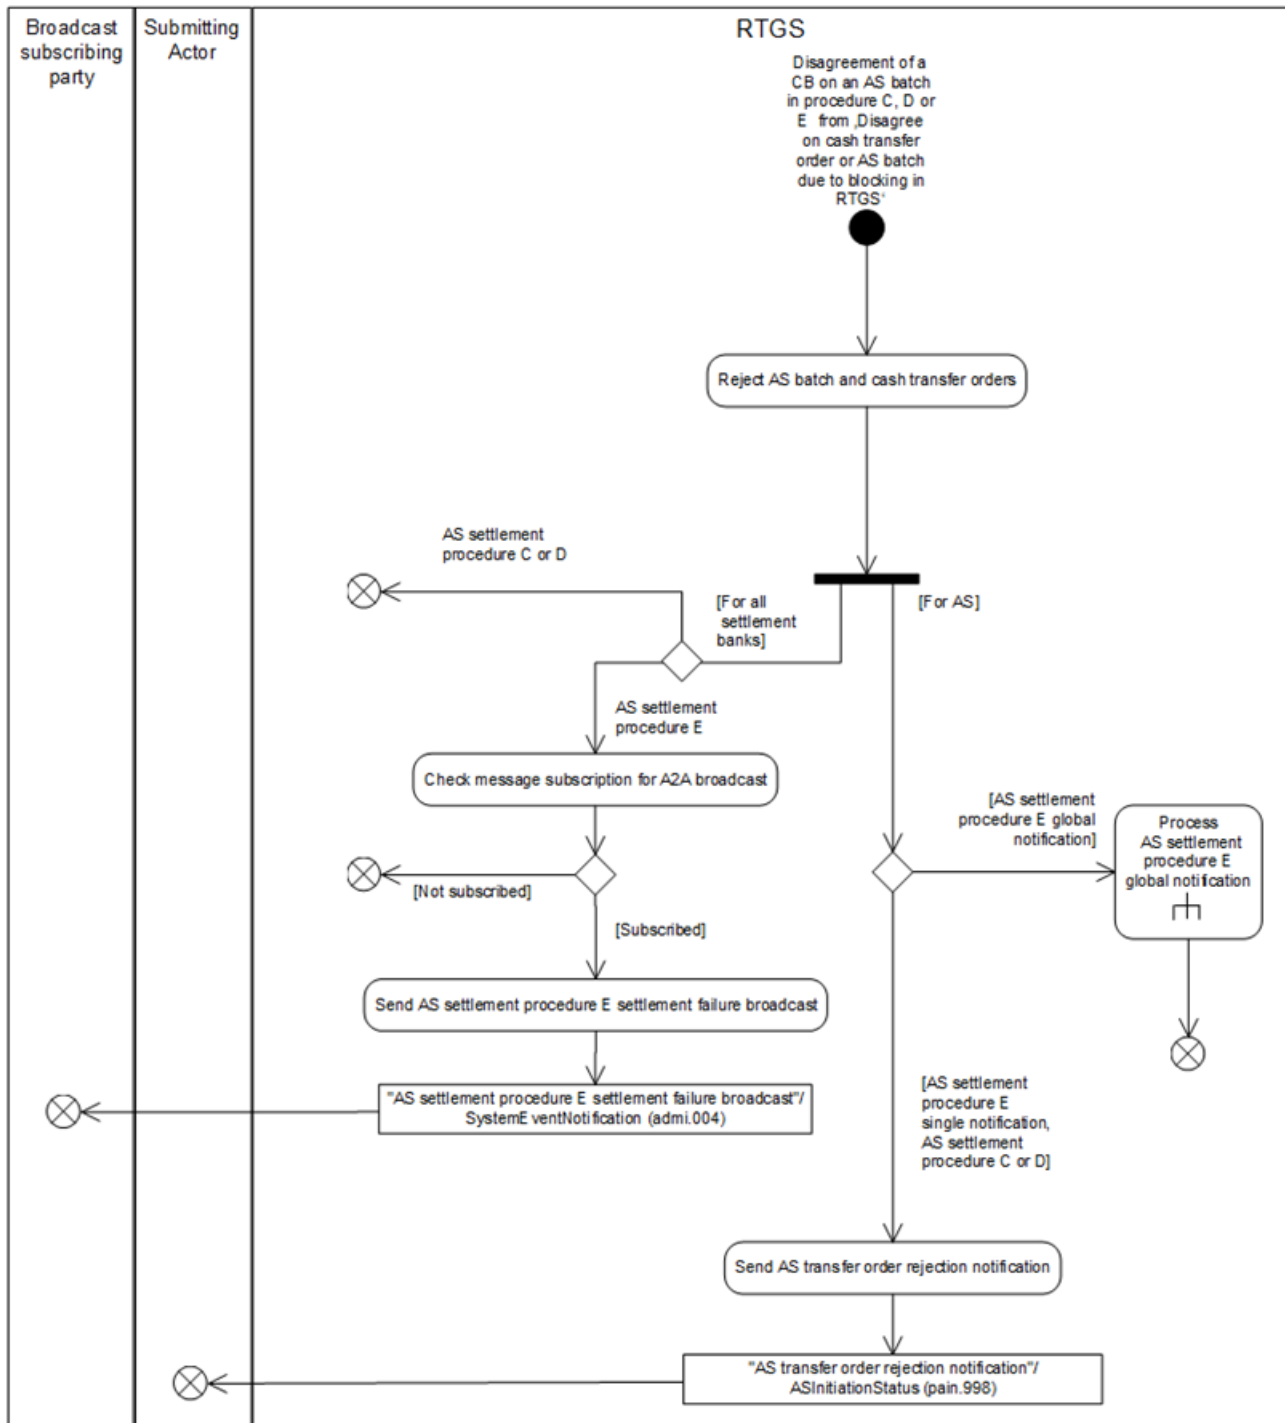 Broadcast
subscribing
party
Submitting
Actor
RTGS
Disagreement of a
CB on an AS batch
in procedure C, D or
E from ‚Disagree
on cash transfer
order or AS batch
due to blocking in
RTGS‘
Reject AS batch and cash transfer orders
AS settlement
procedure C or D
[For all
settlement
banks]
[For AS]
AS settlement
procedure E
Check message subscription for A2A broadcast
[AS settlement
procedure E global
notification]
Process
AS settlement
procedure E
global notification
[Not subscribed]
[Subscribed]
Send AS settlement procedure E settlement failure broadcast
"AS settlement procedure E settlement failure broadcast"/
SystemEventNotification (admi.004)
[AS settlement
procedure E
single notification,
AS settlement
procedure C or D]
Send AS transfer order rejection notification
"AS transfer order rejection notification"/
ASInitiationStatus (pain.998)